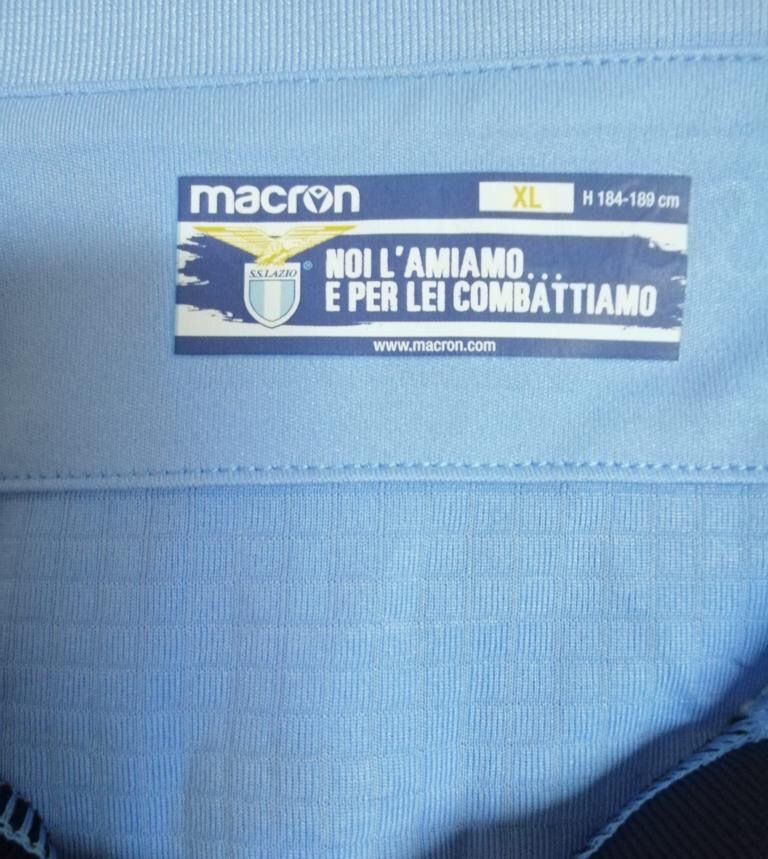 macron
XL H 184-189 cm
S.S.LAZIO ®
NOI L'AMIAMO...
E PER LEI COMBATTIAMO
www.macron.com